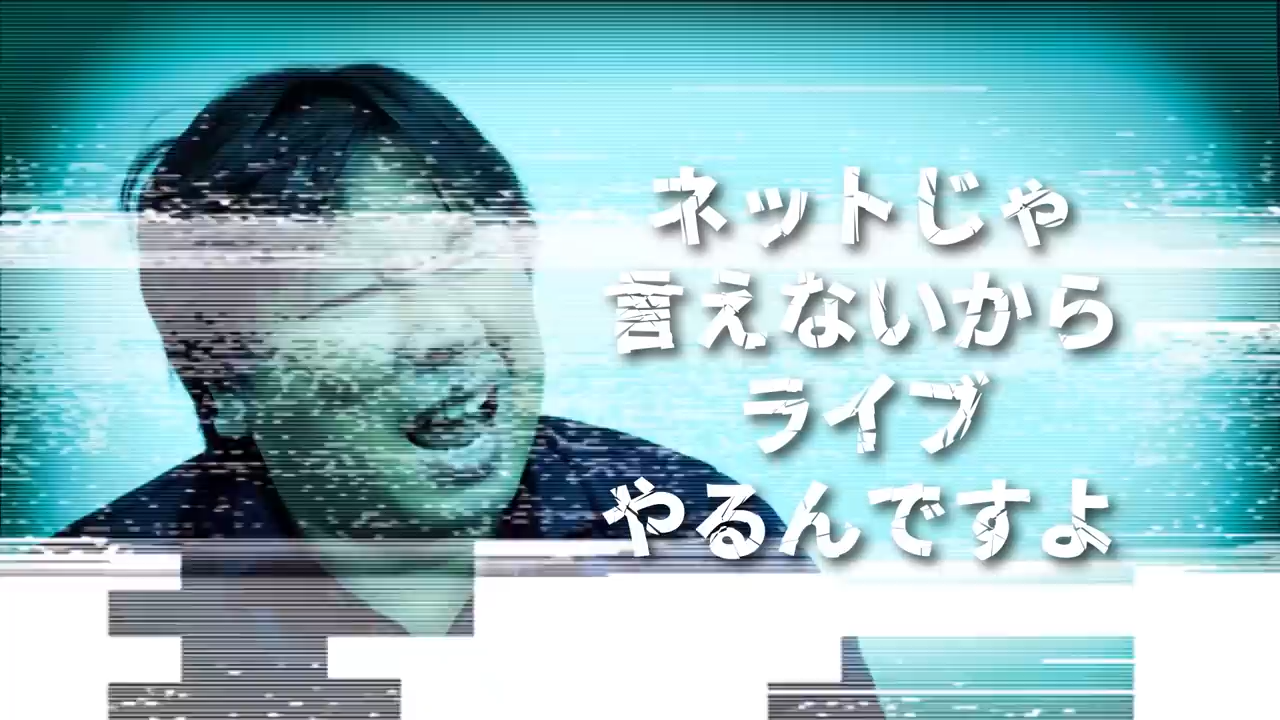 ネットじゃ
言えないから
ライブ
やるんですよ